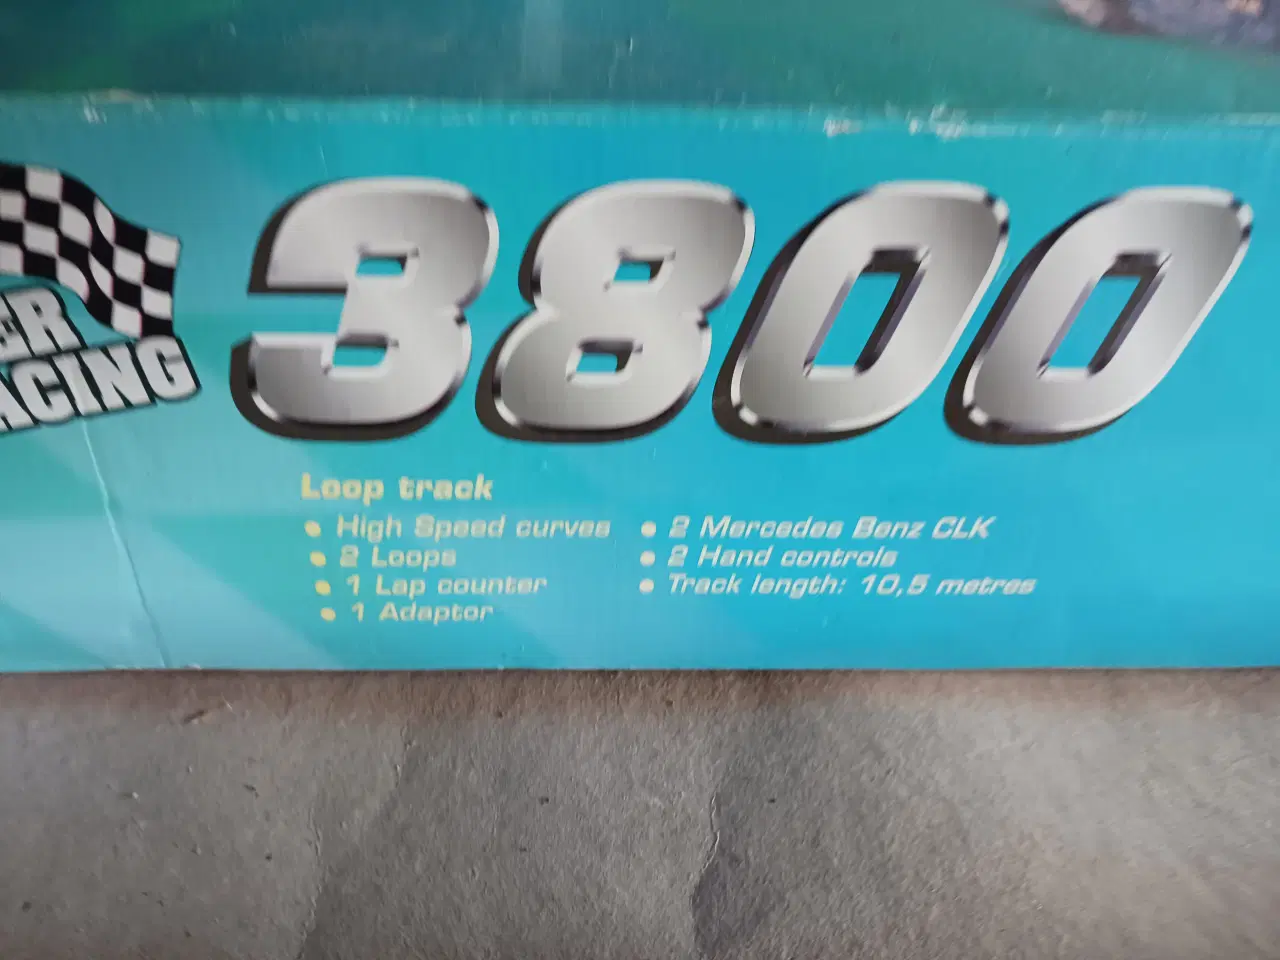 ER
ACING
3800
Loop track
• High Speed curves
• 2 Loops
• 1 Lap counter
• 1 Adaptor
• 2 Mercedes Benz CLK
• 2 Hand controls
• Track length: 10,5 metres